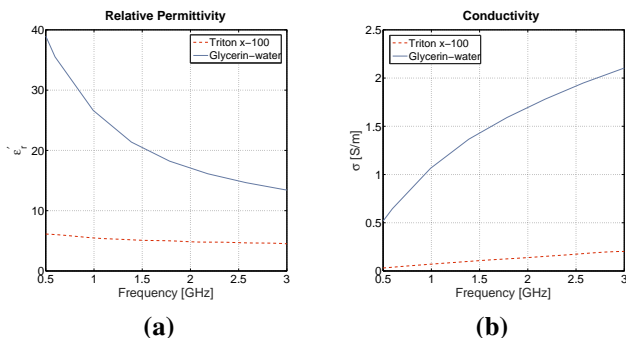 Relative Permittivity
40
30
20
10
0
0.5 1 1.5 2 2.5 3
Triton x−100
Glycerin−water
ε′r
Frequency [GHz]
(a)
Conductivity
2.5
2
1.5
1
0.5
0
0.5 1 1.5 2 2.5 3
Triton x−100
Glycerin−water
σ [S/m]
Frequency [GHz]
(b)